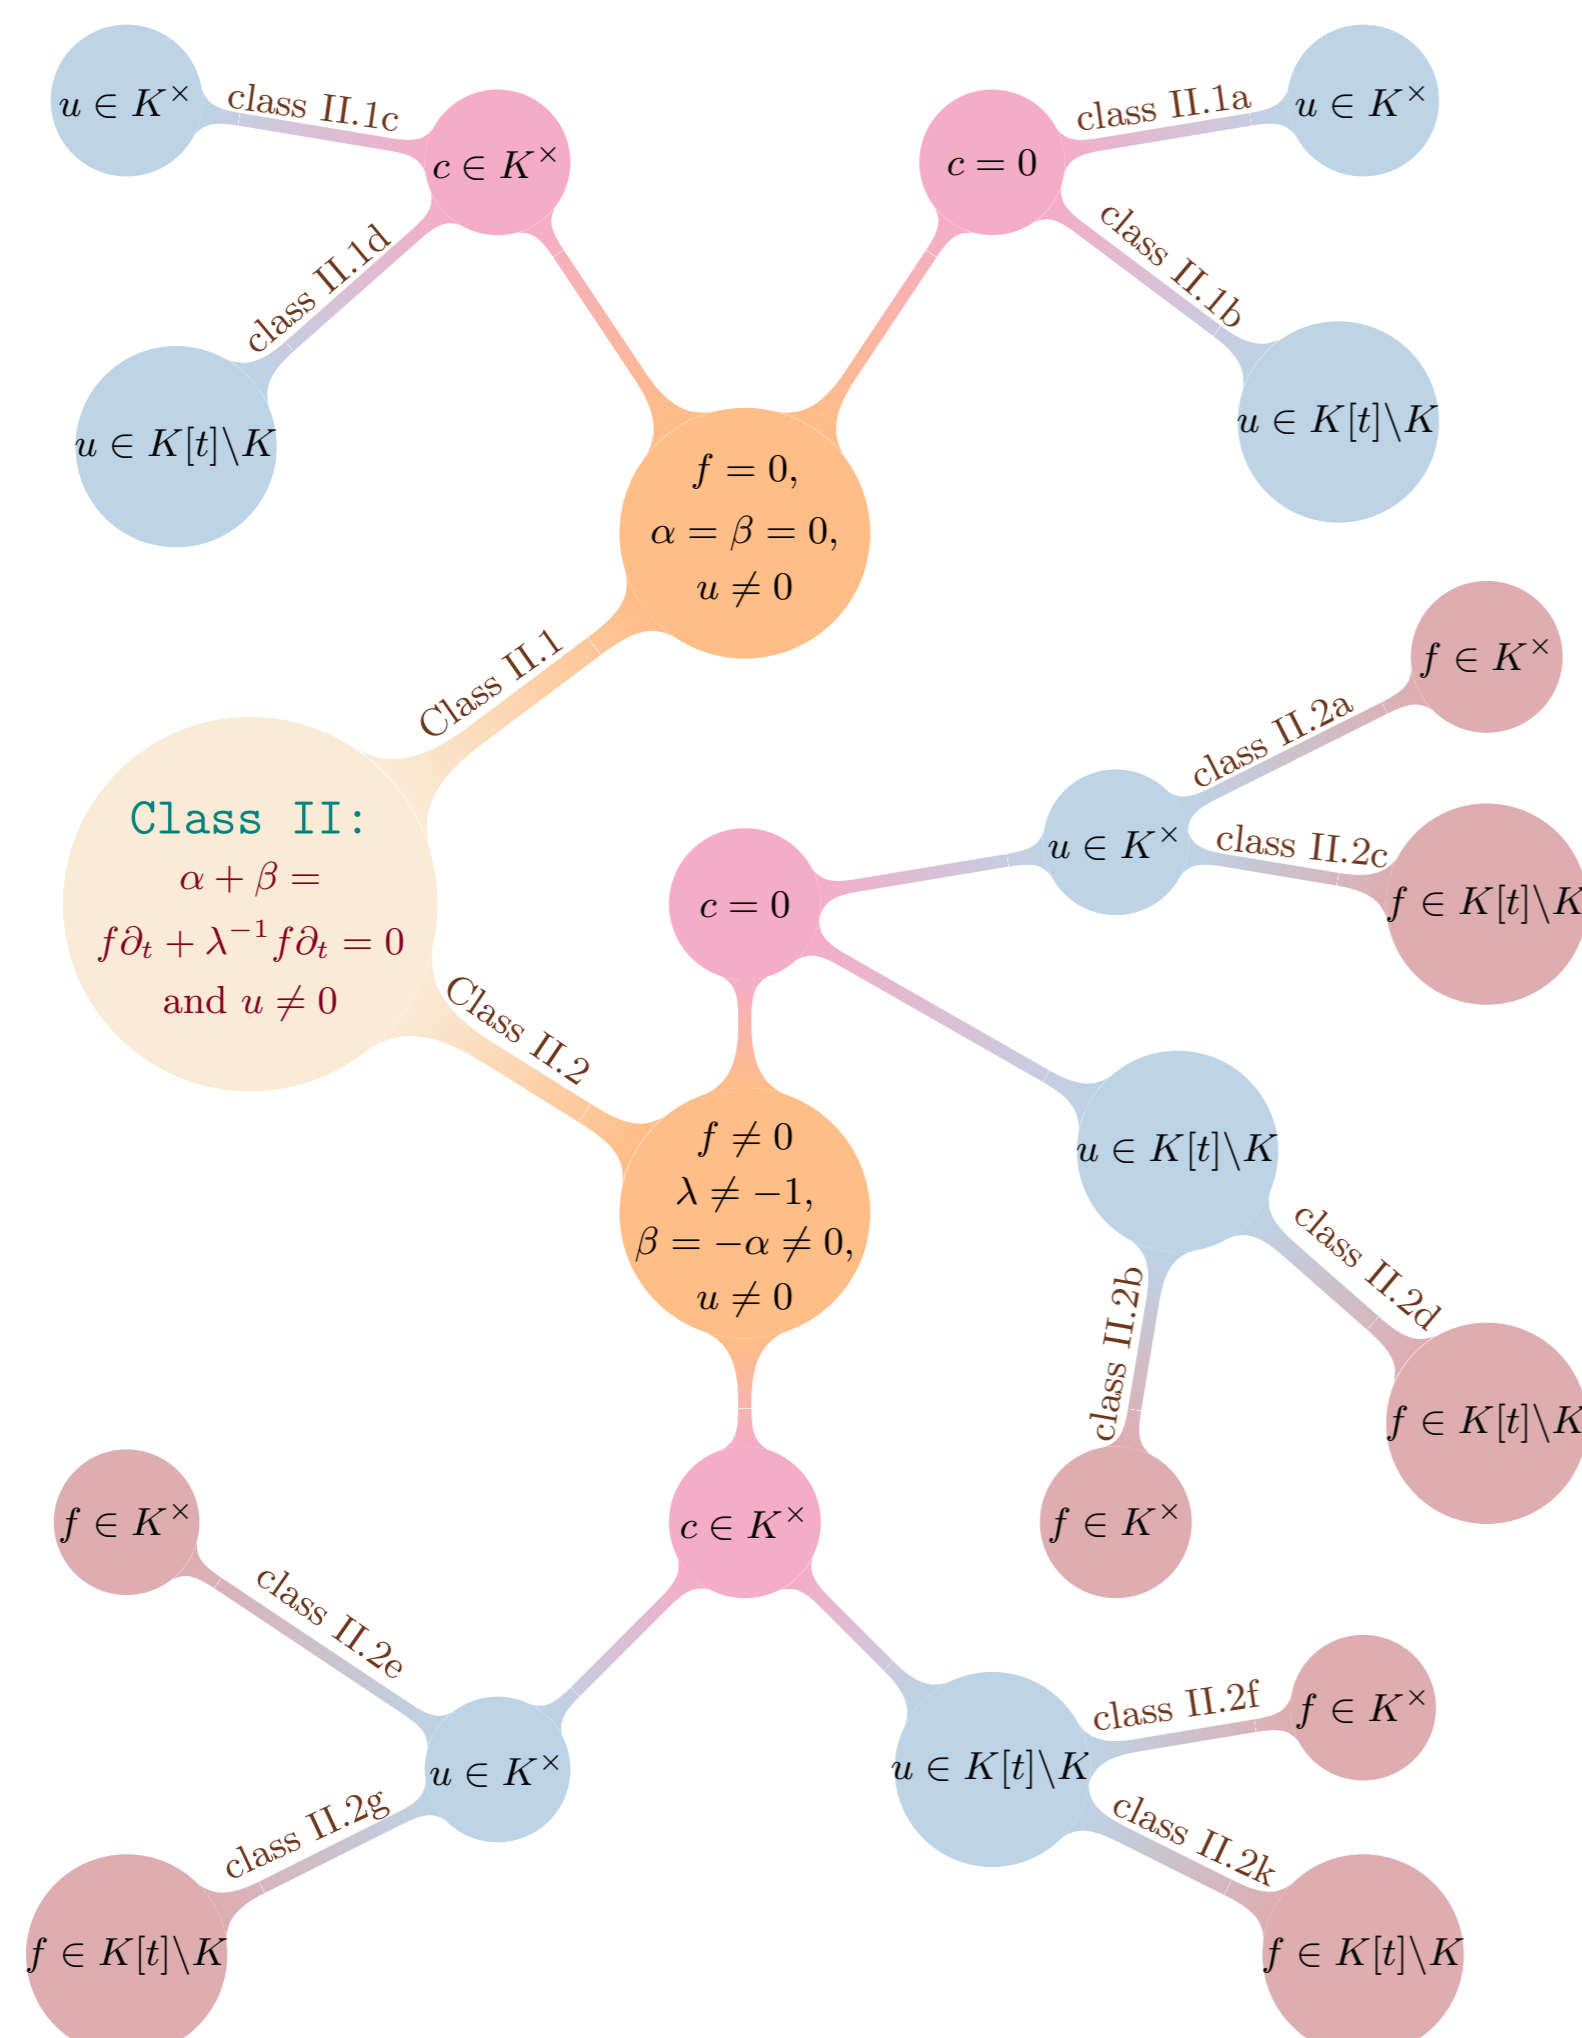 u ∈ K^×
class II.1c
c ∈ K^×
class II.1d
u ∈ K[t]\K
c = 0
class II.1a
u ∈ K^×
class II.1b
u ∈ K[t]\K
f = 0,
α = β = 0,
u ≠ 0
Class II.1
Class II:
α + β =
f∂_t + λ^{−1}f∂_t = 0
and u ≠ 0
Class II.2
f ≠ 0
λ ≠ −1,
β = −α ≠ 0,
u ≠ 0
c = 0
u ∈ K^×
class II.2a
f ∈ K^×
class II.2c
f ∈ K[t]\K
u ∈ K[t]\K
class II.2b
f ∈ K^×
class II.2d
f ∈ K[t]\K
c ∈ K^×
u ∈ K^×
class II.2e
f ∈ K^×
class II.2g
f ∈ K[t]\K
u ∈ K[t]\K
class II.2f
f ∈ K^×
class II.2k
f ∈ K[t]\K